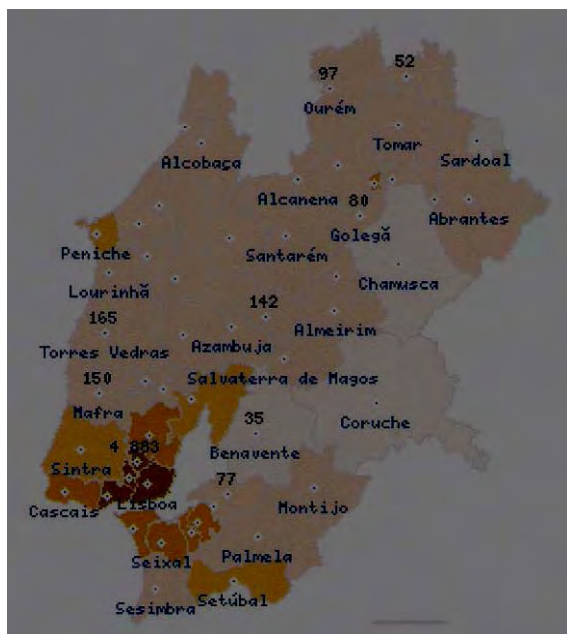 97
52
Ourém
Tomar
Alcobaça
Sardoal
Alcanena
80
Abrantes
Golegã
Peniche
Santarém
Chamusca
Lourinhã
142
165
Almeirim
Torres Vedras
Azambuja
150
Salvaterra de Magos
Mafra
35
Coruche
4 883
Benavente
Sintra
77
Lisboa
Montijo
Cascais
Palmela
Seixal
Setúbal
Sesimbra